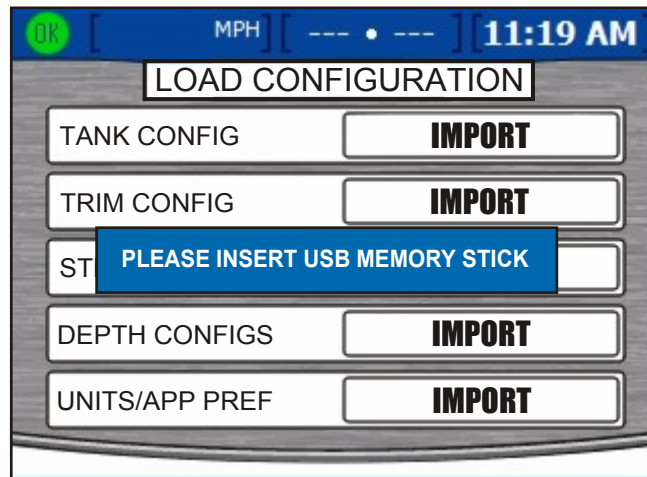 OK [ MPH ] [ --- • --- ] [ 11:19 AM ]
LOAD CONFIGURATION
TANK CONFIG IMPORT
TRIM CONFIG IMPORT
ST
PLEASE INSERT USB MEMORY STICK
DEPTH CONFIGS IMPORT
UNITS/APP PREF IMPORT